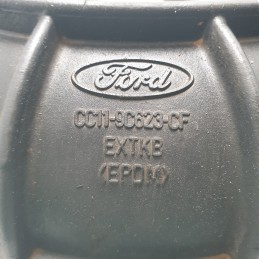 Ford
CC11-9C623-CF
EXTKB
<EPDM>